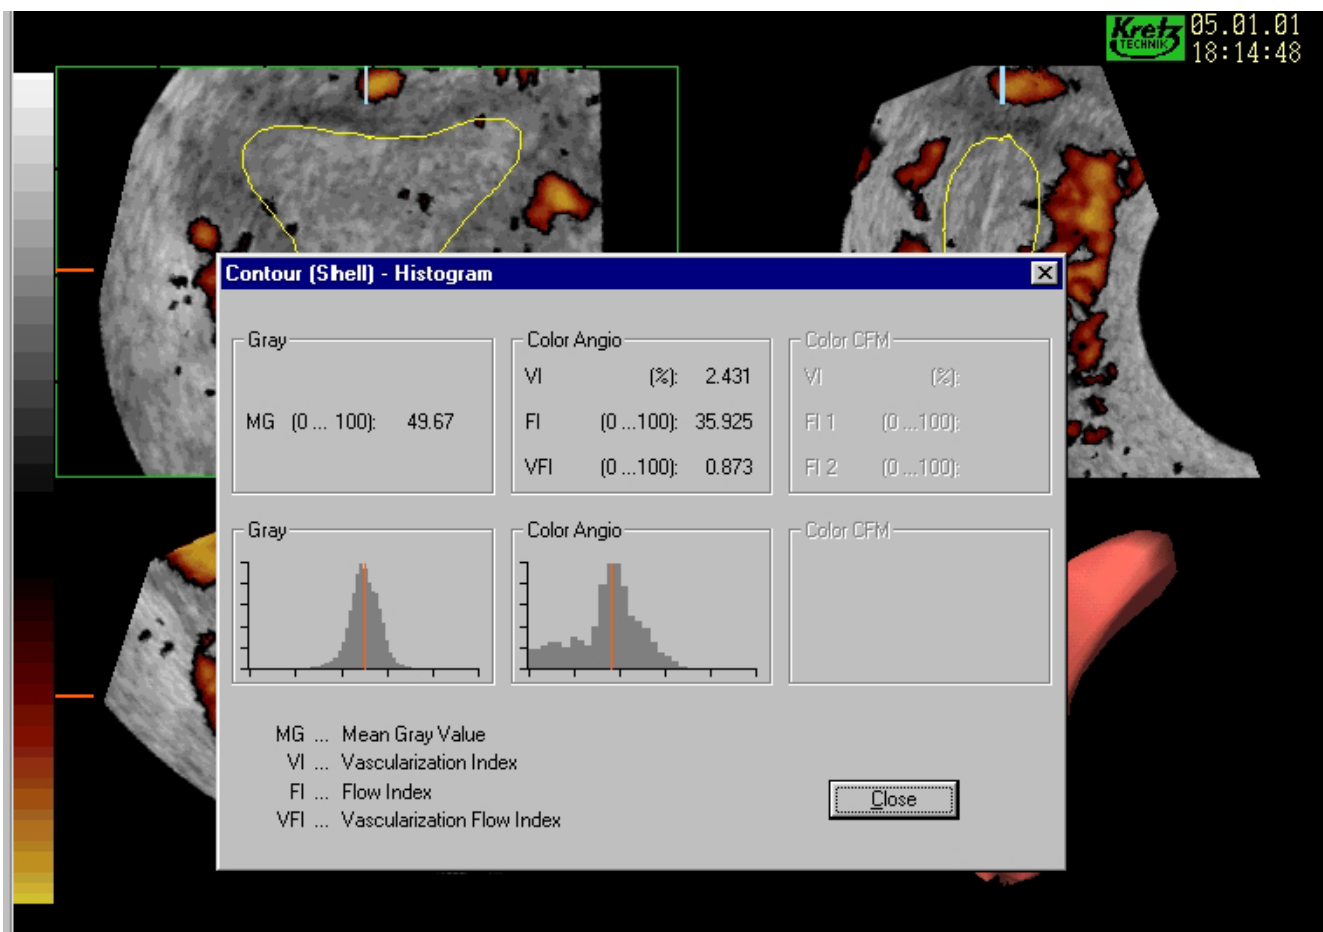 Kretz 05.01.01
TECHNIK 18:14:48
Contour (Shell) - Histogram
Gray Color Angio Color CFM
VI (%): 2.431 VI (%):
MG (0 ... 100): 49.67 FI (0 ...100): 35.925 FI 1 (0 ...100):
VFI (0 ...100): 0.873 FI 2 (0 ...100):
Gray Color Angio Color CFM
MG ... Mean Gray Value
VI ... Vascularization Index
FI ... Flow Index
VFI ... Vascularization Flow Index
Close